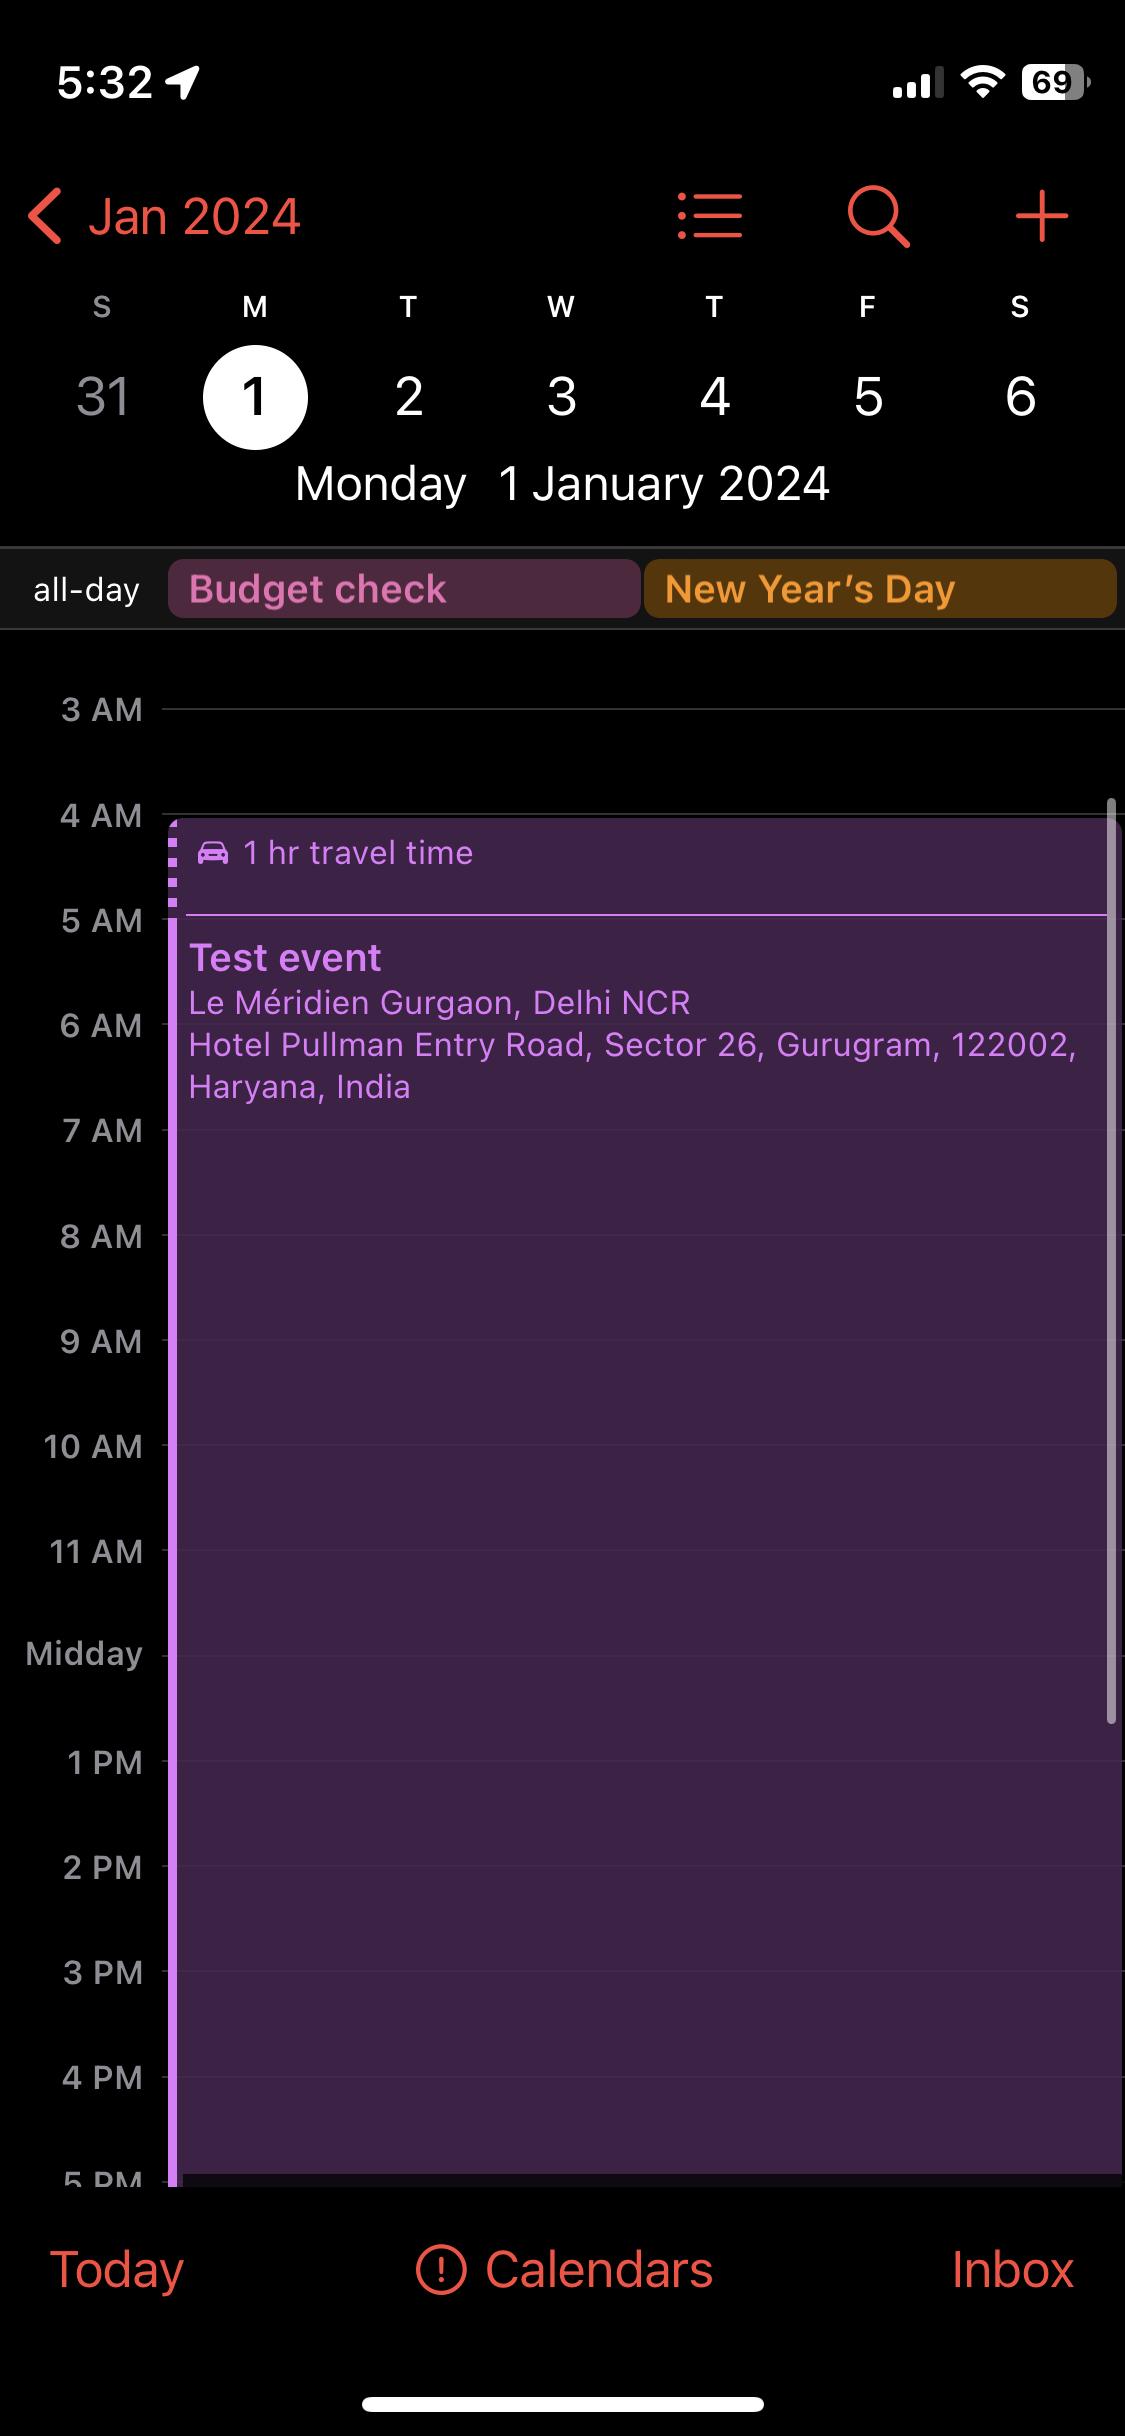 5:32
69
Jan 2024
S M T W T F S
31 1 2 3 4 5 6
Monday 1 January 2024
all-day Budget check New Year’s Day
3 AM
4 AM
1 hr travel time
5 AM
Test event
Le Méridien Gurgaon, Delhi NCR
6 AM
Hotel Pullman Entry Road, Sector 26, Gurugram, 122002,
Haryana, India
7 AM
8 AM
9 AM
10 AM
11 AM
Midday
1 PM
2 PM
3 PM
4 PM
5 PM
Today Calendars Inbox